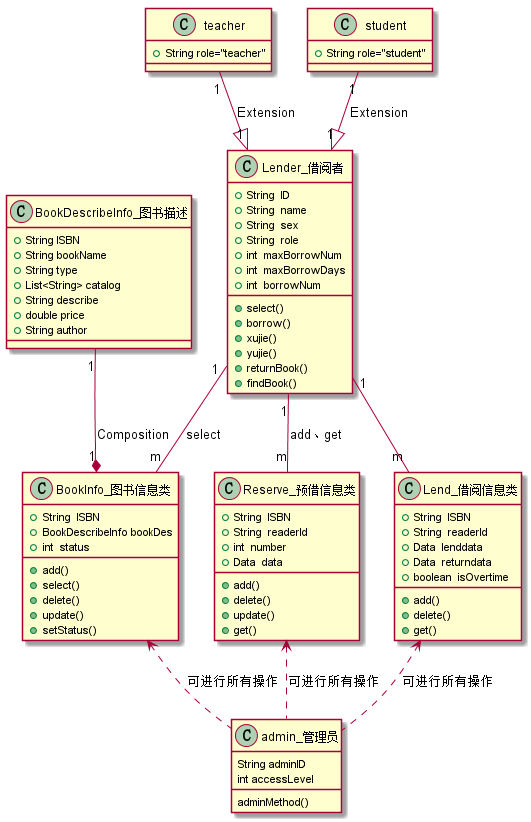 C teacher
String role="teacher"
C student
String role="student"
1
1
Extension
Extension
1
1
C Lender_借阅者
String ID
String name
String sex
String role
int maxBorrowNum
int maxBorrowDays
int borrowNum
select()
borrow()
xujie()
yujie()
returnBook()
findBook()
C BookDescribeInfo_图书描述
String ISBN
String bookName
String type
List<String> catalog
String describe
double price
String author
1
1
1
1
Composition
select
add、get
1
m
m
m
C BookInfo_图书信息类
String ISBN
BookDescribeInfo bookDes
int status
add()
select()
delete()
update()
setStatus()
C Reserve_预借信息类
String ISBN
String readerId
int number
Data data
add()
delete()
update()
get()
C Lend_借阅信息类
String ISBN
String readerId
Data lenddata
Data returndata
boolean isOvertime
add()
delete()
get()
可进行所有操作
可进行所有操作
可进行所有操作
C admin_管理员
String adminID
int accessLevel
adminMethod()